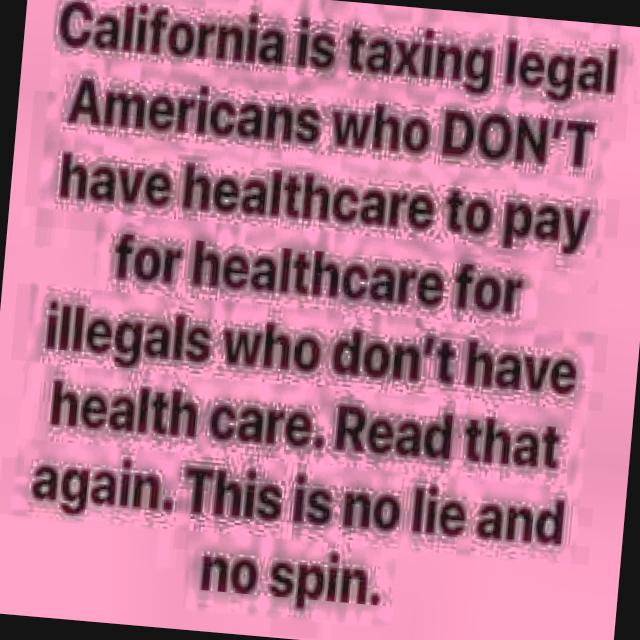 California is taxing legal
Americans who DON'T
have healthcare to pay
for healthcare for
illegals who don't have
health care. Read that
again. This is no lie and
no spin.